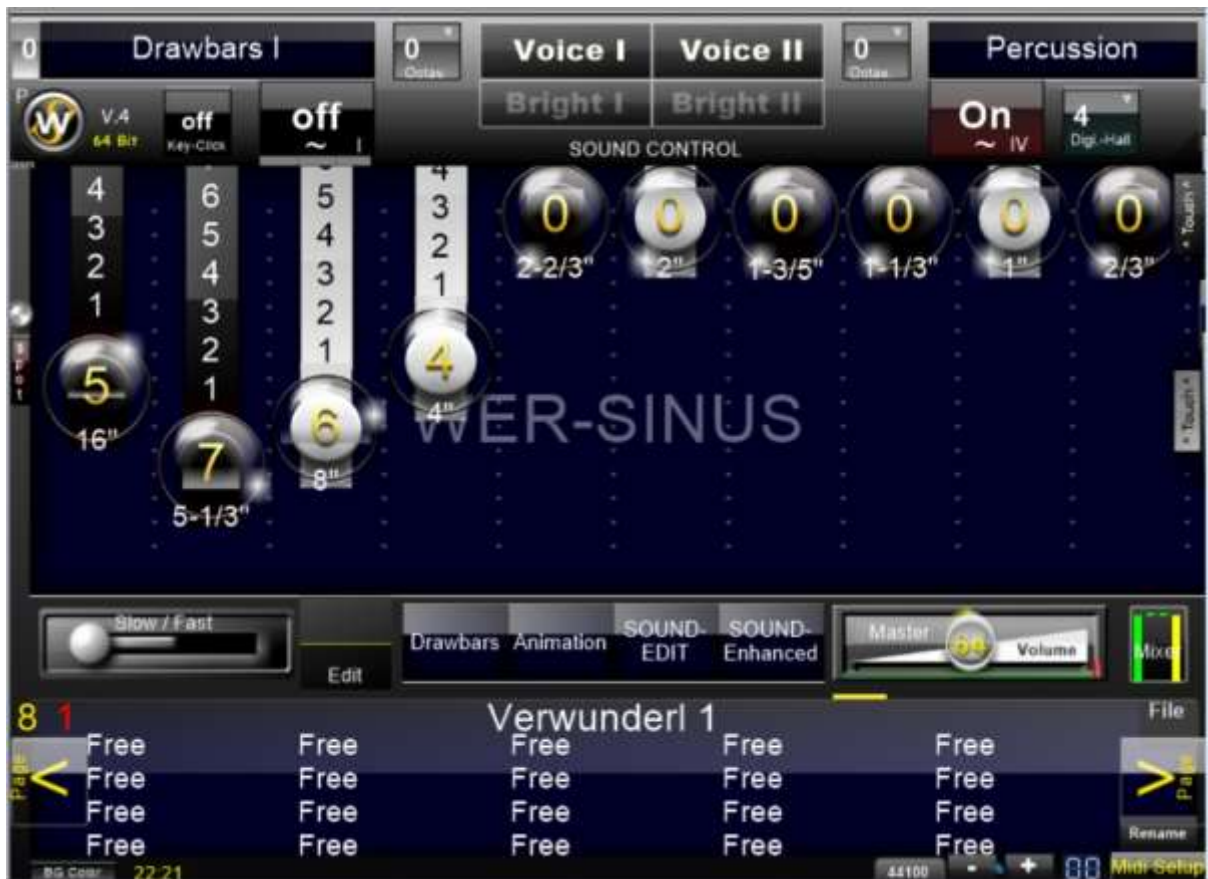 0 Drawbars I 0 Voice I Voice II 0 Percussion
Octav. Octav.
W V.4 off off Bright I Bright II On 4
64 Bit Key-Click ~ I SOUND CONTROL ~ IV Digi.-Hall
4 6 5 4 0 0 0 0 0 0
3 5 4 3 2-2/3" 2" 1-3/5" 1-1/3" 1" 2/3"
2 4 3 2
1 3 2 1
5 2 1 4
16" 1 6 4"
7 8"
5-1/3"
^ Touch ^
^ Touch ^
WER-SINUS
Slow / Fast
Edit
Drawbars Animation SOUND-EDIT SOUND-Enhanced
Master Volume Mixer
8 1 Verwunderl 1 File
Page < > Page
Free Free Free Free Free
Free Free Free Free Free
Free Free Free Free Free
Free Free Free Free Free
Rename
22:21 44100 - + Midi Setup